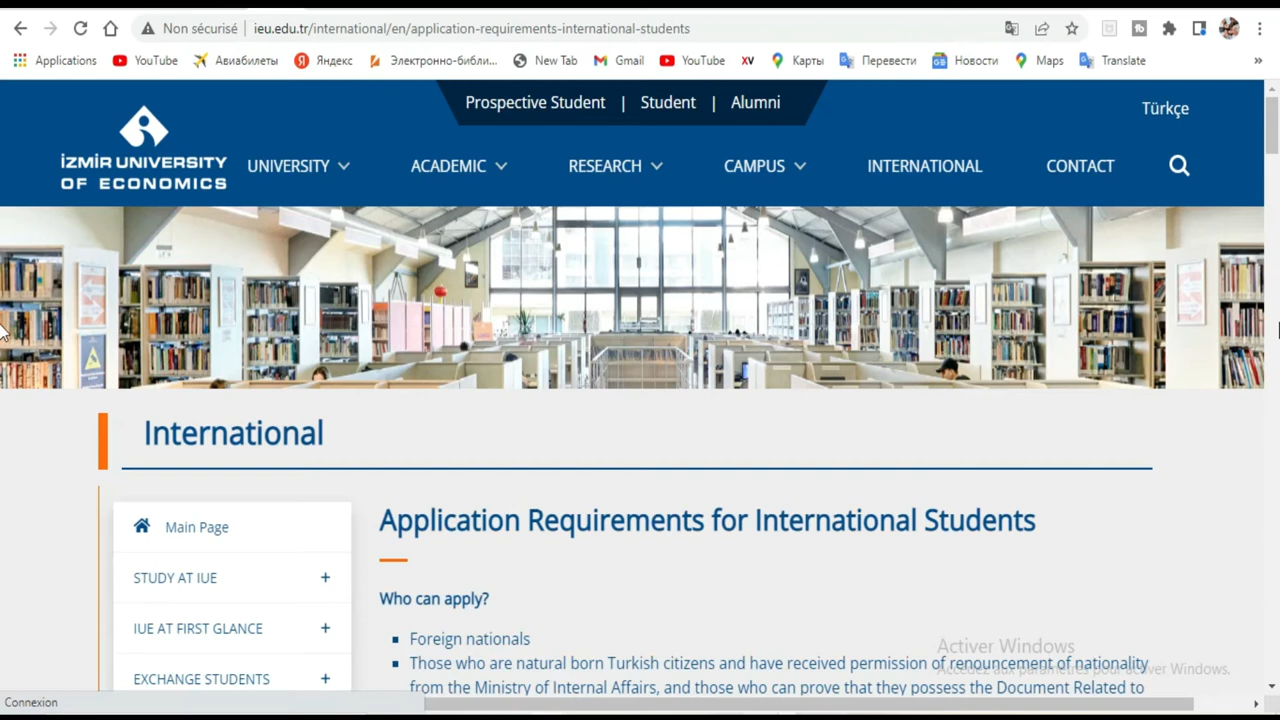 Non sécurisé ieu.edu.tr/international/en/application-requirements-international-students
Applications YouTube Авиабилеты Яндекс Электронно-библи... New Tab Gmail YouTube XV Карты Перевести Новости Maps Translate »
Prospective Student | Student | Alumni
Türkçe
İZMİR UNIVERSITY
OF ECONOMICS
UNIVERSITY ACADEMIC RESEARCH CAMPUS INTERNATIONAL CONTACT
International
Main Page
STUDY AT IUE +
IUE AT FIRST GLANCE +
EXCHANGE STUDENTS +
Application Requirements for International Students
Who can apply?
Foreign nationals
Those who are natural born Turkish citizens and have received permission of renouncement of nationality
from the Ministry of Internal Affairs, and those who can prove that they possess the Document Related to
Activer Windows
Accédez aux paramètres pour activer Windows.
Connexion